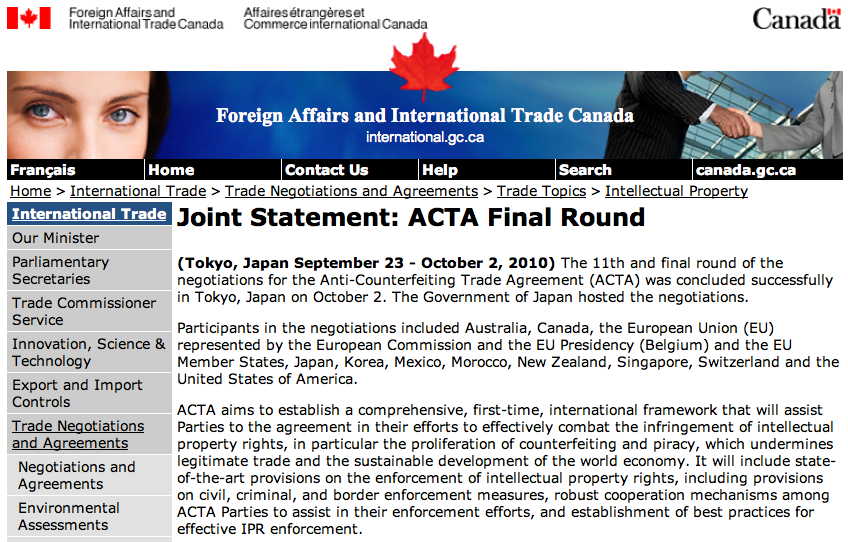 Foreign Affairs and
International Trade Canada
Affaires étrangères et
Commerce international Canada
Canada
Foreign Affairs and International Trade Canada
international.gc.ca
Français Home Contact Us Help Search canada.gc.ca
Home > International Trade > Trade Negotiations and Agreements > Trade Topics > Intellectual Property
International Trade
Our Minister
Parliamentary
Secretaries
Trade Commissioner
Service
Innovation, Science &
Technology
Export and Import
Controls
Trade Negotiations
and Agreements
Negotiations and
Agreements
Environmental
Assessments
Joint Statement: ACTA Final Round
(Tokyo, Japan September 23 - October 2, 2010) The 11th and final round of the
negotiations for the Anti-Counterfeiting Trade Agreement (ACTA) was concluded successfully
in Tokyo, Japan on October 2. The Government of Japan hosted the negotiations.
Participants in the negotiations included Australia, Canada, the European Union (EU)
represented by the European Commission and the EU Presidency (Belgium) and the EU
Member States, Japan, Korea, Mexico, Morocco, New Zealand, Singapore, Switzerland and the
United States of America.
ACTA aims to establish a comprehensive, first-time, international framework that will assist
Parties to the agreement in their efforts to effectively combat the infringement of intellectual
property rights, in particular the proliferation of counterfeiting and piracy, which undermines
legitimate trade and the sustainable development of the world economy. It will include state-
of-the-art provisions on the enforcement of intellectual property rights, including provisions
on civil, criminal, and border enforcement measures, robust cooperation mechanisms among
ACTA Parties to assist in their enforcement efforts, and establishment of best practices for
effective IPR enforcement.